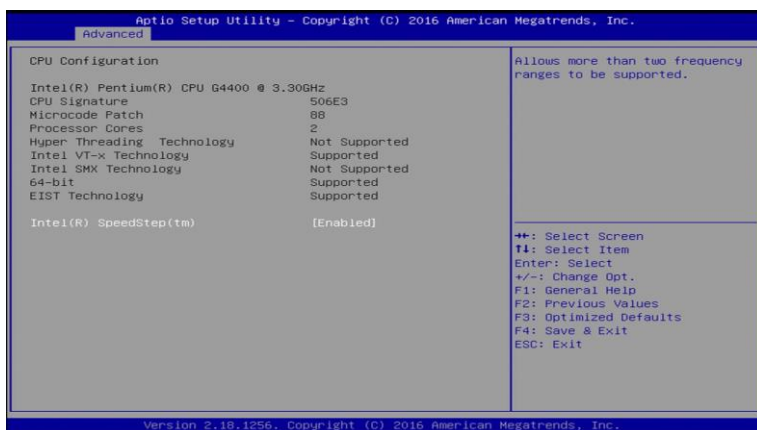 Aptio Setup Utility – Copyright (C) 2016 American Megatrends, Inc.
Advanced
CPU Configuration
Intel(R) Pentium(R) CPU G4400 @ 3.30GHz
CPU Signature 506E3
Microcode Patch 88
Processor Cores 2
Hyper Threading Technology Not Supported
Intel VT-x Technology Supported
Intel SMX Technology Not Supported
64-bit Supported
EIST Technology Supported
Intel(R) SpeedStep(tm) [Enabled]
Allows more than two frequency
ranges to be supported.
→←: Select Screen
↑↓: Select Item
Enter: Select
+/-: Change Opt.
F1: General Help
F2: Previous Values
F3: Optimized Defaults
F4: Save & Exit
ESC: Exit
Version 2.18.1256. Copyright (C) 2016 American Megatrends, Inc.